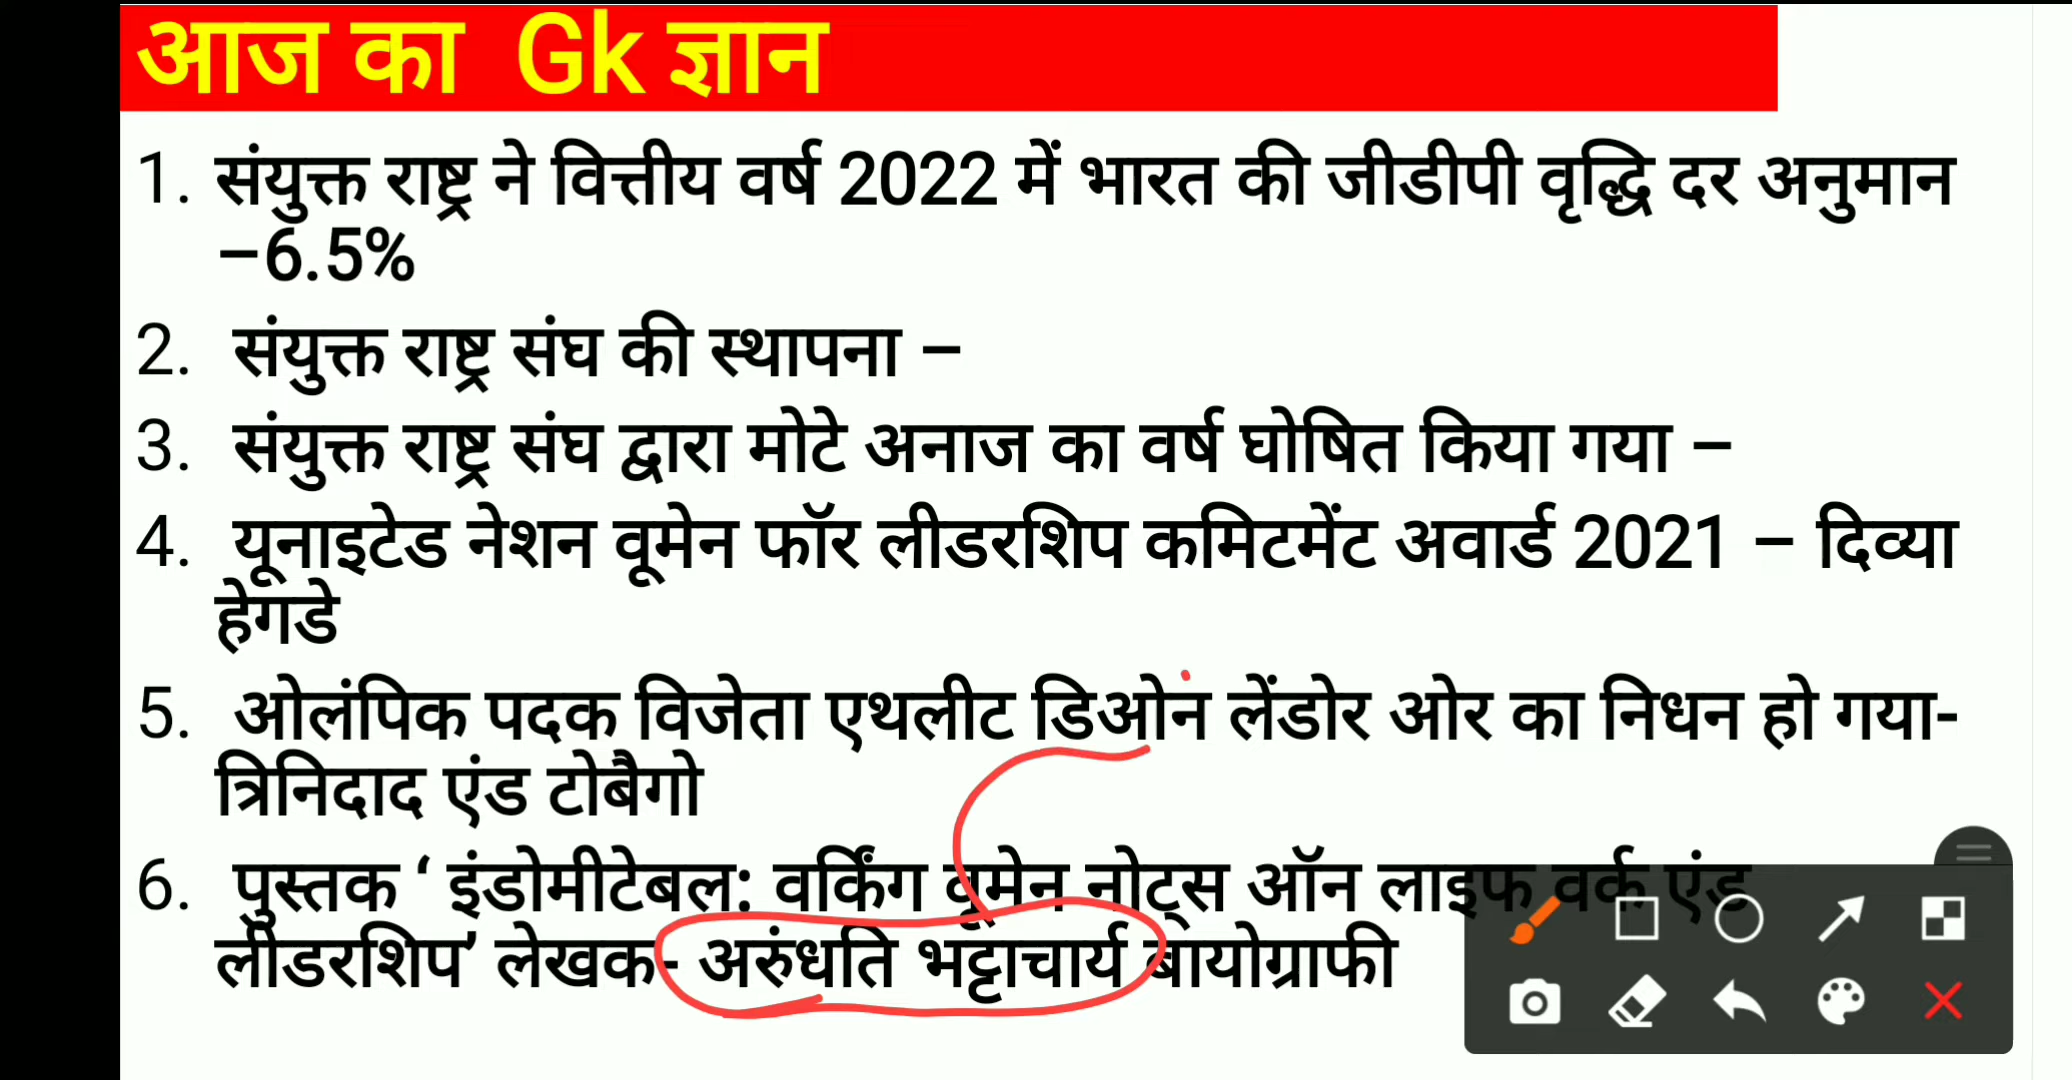 आज का Gk ज्ञान
1. संयुक्त राष्ट्र ने वित्तीय वर्ष 2022 में भारत की जीडीपी वृद्धि दर अनुमान
–6.5%
2. संयुक्त राष्ट्र संघ की स्थापना –
3. संयुक्त राष्ट्र संघ द्वारा मोटे अनाज का वर्ष घोषित किया गया –
4. यूनाइटेड नेशन वूमेन फॉर लीडरशिप कमिटमेंट अवार्ड 2021 – दिव्या
हेगडे
5. ओलंपिक पदक विजेता एथलीट डिओन लेंडोर ओर का निधन हो गया-
त्रिनिदाद एंड टोबैगो
6. पुस्तक ‘ इंडोमीटेबल: वर्किंग वूमेन नोट्स ऑन लाइफ वर्क एंड
लीडरशिप’ लेखक- अरुंधति भट्टाचार्य बायोग्राफी